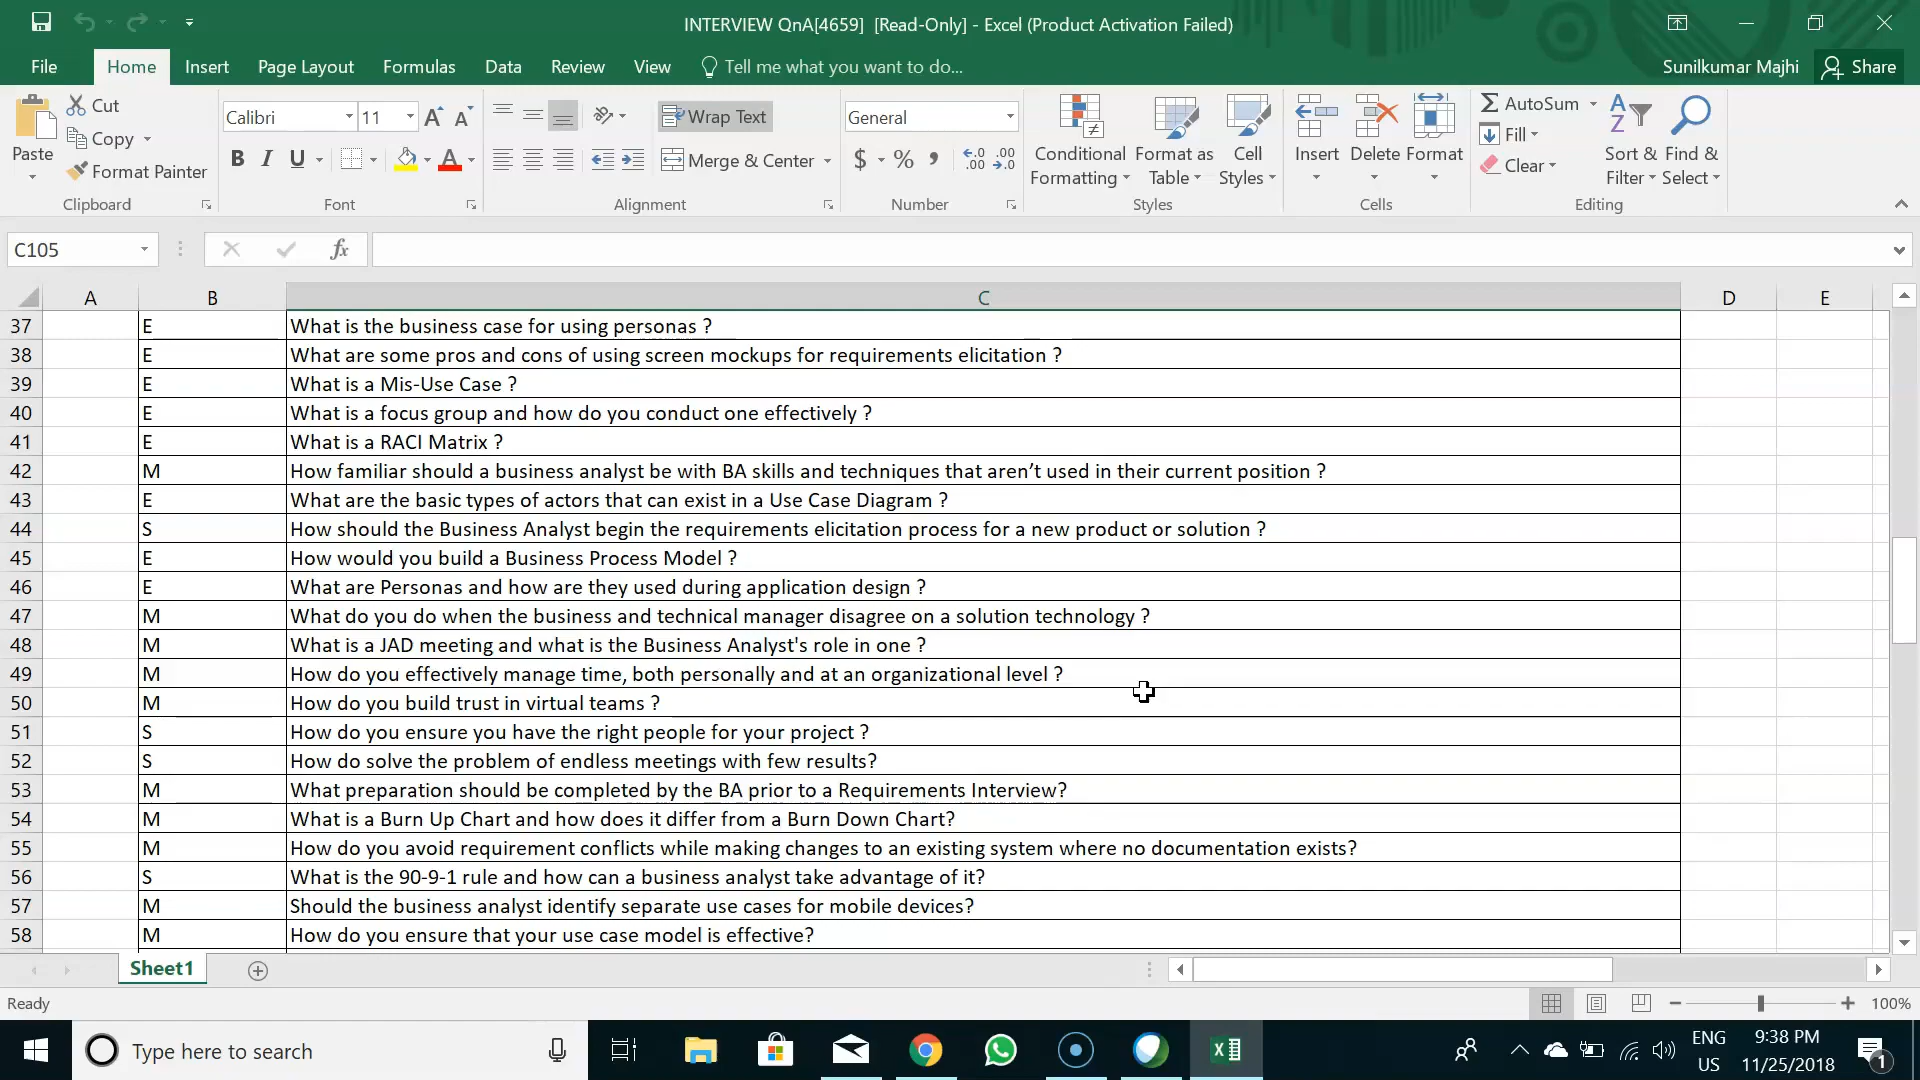 INTERVIEW QnA[4659] [Read-Only] - Excel (Product Activation Failed)
File Home Insert Page Layout Formulas Data Review View Tell me what you want to do... Sunilkumar Majhi Share
Paste Cut Copy Format Painter Clipboard
Calibri 11 A A B I U A Font
Wrap Text Merge & Center Alignment
General $ % , Number
Conditional Formatting Format as Table Cell Styles Styles
Insert Delete Format Cells
AutoSum Fill Clear Sort & Filter Find & Select Editing
C105 fx
A B C D E
37 E What is the business case for using personas ?
38 E What are some pros and cons of using screen mockups for requirements elicitation ?
39 E What is a Mis-Use Case ?
40 E What is a focus group and how do you conduct one effectively ?
41 E What is a RACI Matrix ?
42 M How familiar should a business analyst be with BA skills and techniques that aren’t used in their current position ?
43 E What are the basic types of actors that can exist in a Use Case Diagram ?
44 S How should the Business Analyst begin the requirements elicitation process for a new product or solution ?
45 E How would you build a Business Process Model ?
46 E What are Personas and how are they used during application design ?
47 M What do you do when the business and technical manager disagree on a solution technology ?
48 M What is a JAD meeting and what is the Business Analyst's role in one ?
49 M How do you effectively manage time, both personally and at an organizational level ?
50 M How do you build trust in virtual teams ?
51 S How do you ensure you have the right people for your project ?
52 S How do solve the problem of endless meetings with few results?
53 M What preparation should be completed by the BA prior to a Requirements Interview?
54 M What is a Burn Up Chart and how does it differ from a Burn Down Chart?
55 M How do you avoid requirement conflicts while making changes to an existing system where no documentation exists?
56 S What is the 90-9-1 rule and how can a business analyst take advantage of it?
57 M Should the business analyst identify separate use cases for mobile devices?
58 M How do you ensure that your use case model is effective?
Sheet1
Ready 100%
Type here to search ENG 9:38 PM
US 11/25/2018 1